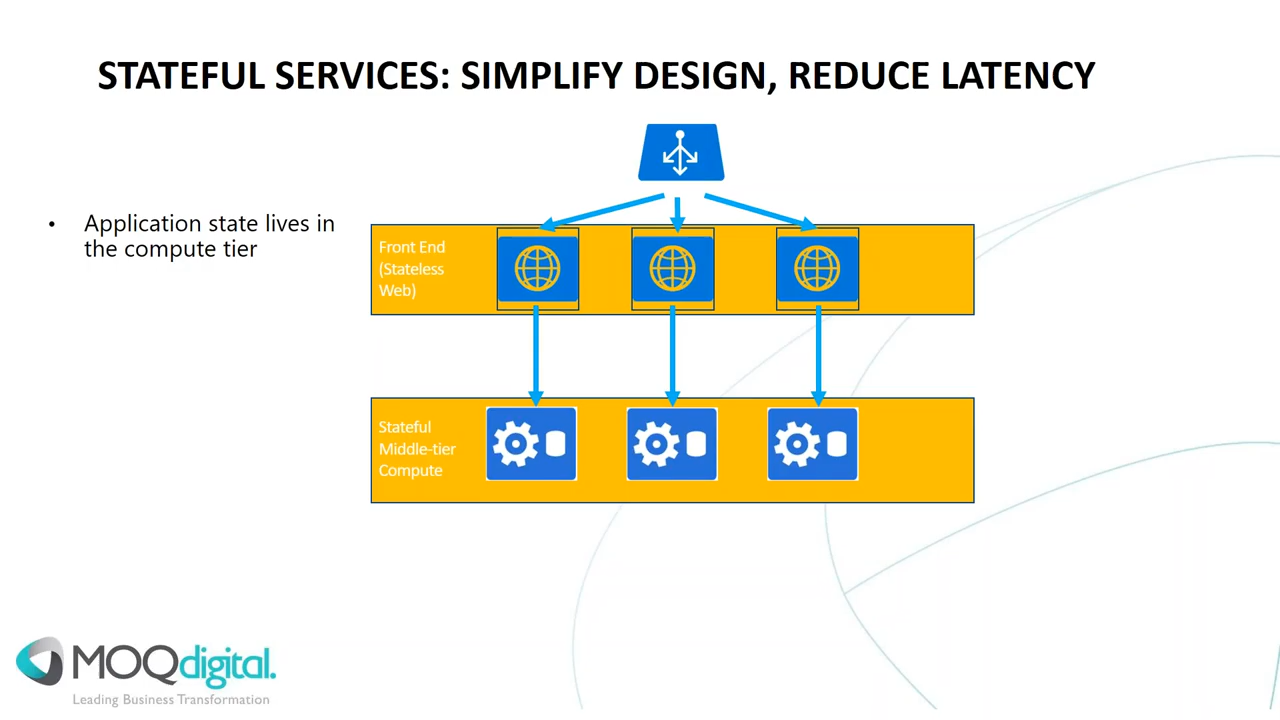 STATEFUL SERVICES: SIMPLIFY DESIGN, REDUCE LATENCY
• Application state lives in
the compute tier
Front End
(Stateless
Web)
Stateful
Middle-tier
Compute
MOQdigital.
Leading Business Transformation